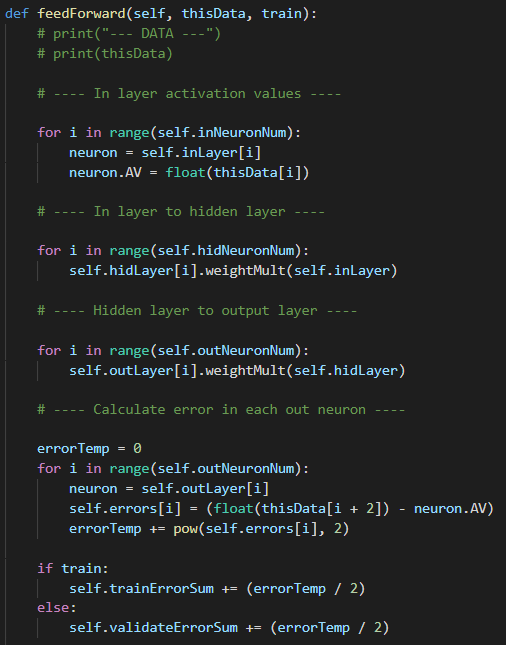 def feedForward(self, thisData, train):
    # print("--- DATA ---")
    # print(thisData)
    # ---- In layer activation values ----
    for i in range(self.inNeuronNum):
        neuron = self.inLayer[i]
        neuron.AV = float(thisData[i])
    # ---- In layer to hidden layer ----
    for i in range(self.hidNeuronNum):
        self.hidLayer[i].weightMult(self.inLayer)
    # ---- Hidden layer to output layer ----
    for i in range(self.outNeuronNum):
        self.outLayer[i].weightMult(self.hidLayer)
    # ---- Calculate error in each out neuron ----
    errorTemp = 0
    for i in range(self.outNeuronNum):
        neuron = self.outLayer[i]
        self.errors[i] = (float(thisData[i + 2]) - neuron.AV)
        errorTemp += pow(self.errors[i], 2)
    if train:
        self.trainErrorSum += (errorTemp / 2)
    else:
        self.validateErrorSum += (errorTemp / 2)